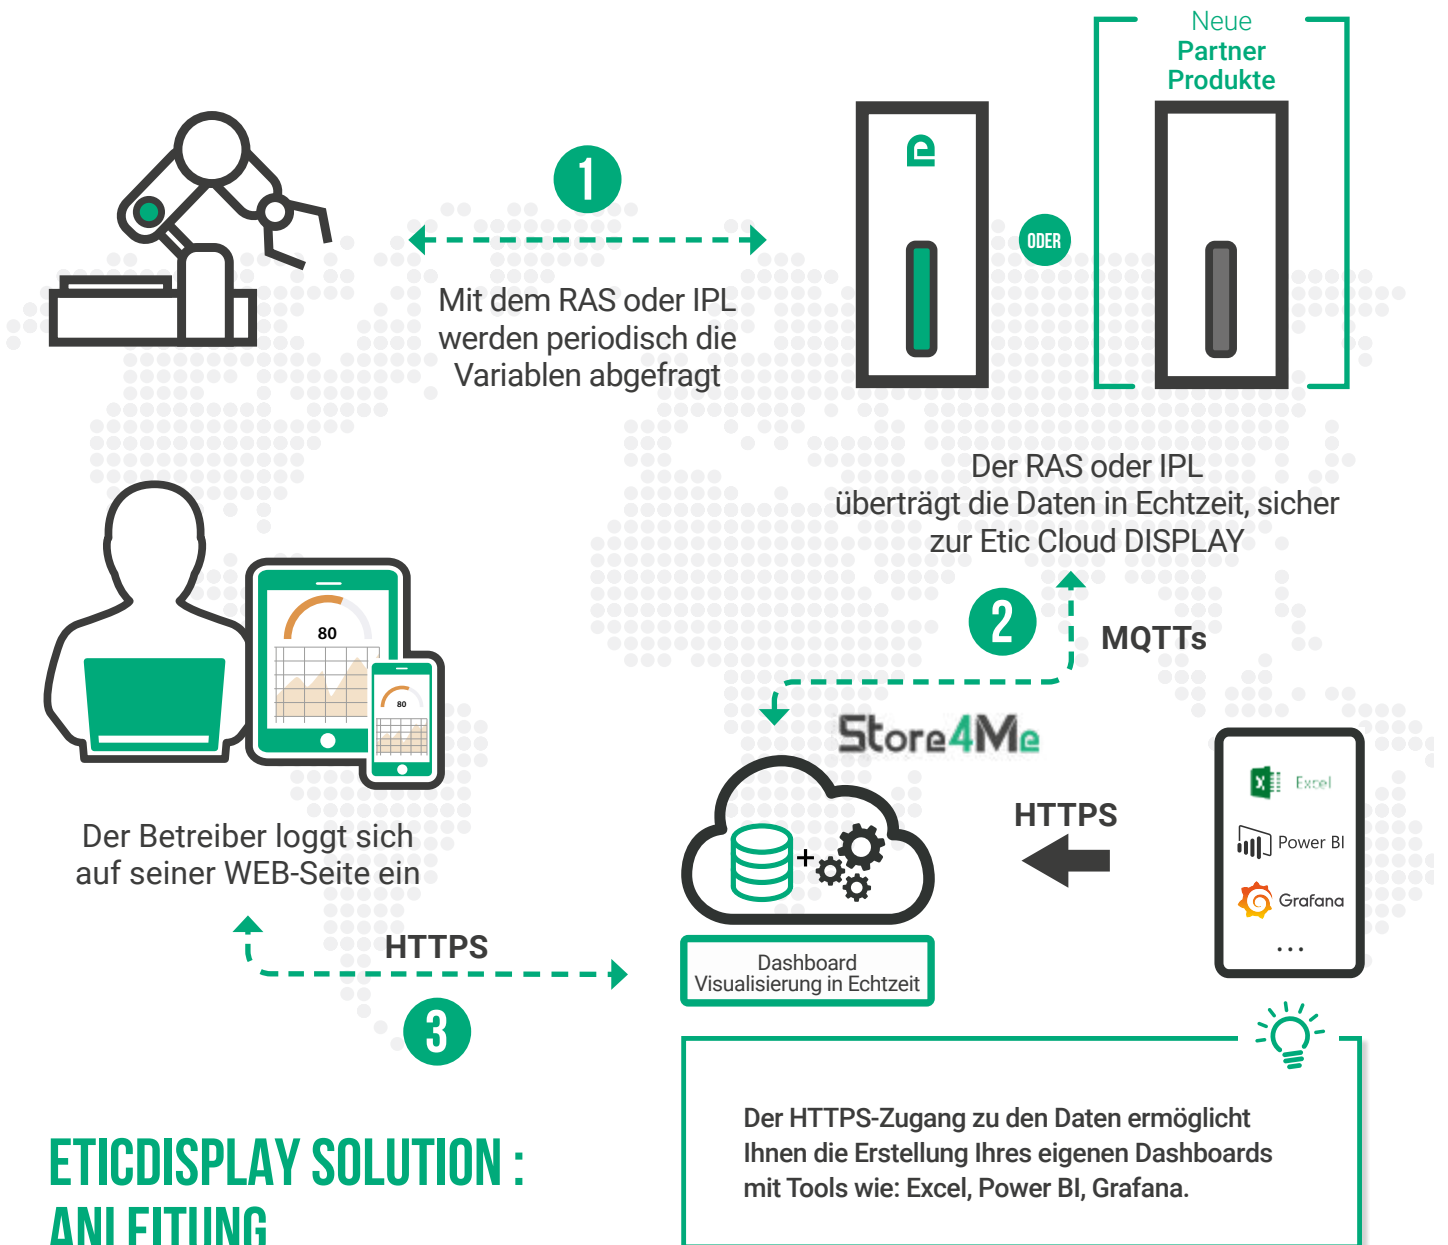 Neue
Partner
Produkte
1
ODER
Mit dem RAS oder IPL
werden periodisch die
Variablen abgefragt
Der RAS oder IPL
überträgt die Daten in Echtzeit, sicher
zur Etic Cloud DISPLAY
2
MQTTs
80
80
Store4Me
Excel
Power BI
Grafana
...
HTTPS
+
Der Betreiber loggt sich
auf seiner WEB-Seite ein
HTTPS
3
Dashboard
Visualisierung in Echtzeit
Der HTTPS-Zugang zu den Daten ermöglicht
Ihnen die Erstellung Ihres eigenen Dashboards
mit Tools wie: Excel, Power BI, Grafana.
ETICDISPLAY SOLUTION :
ANLEITUNG